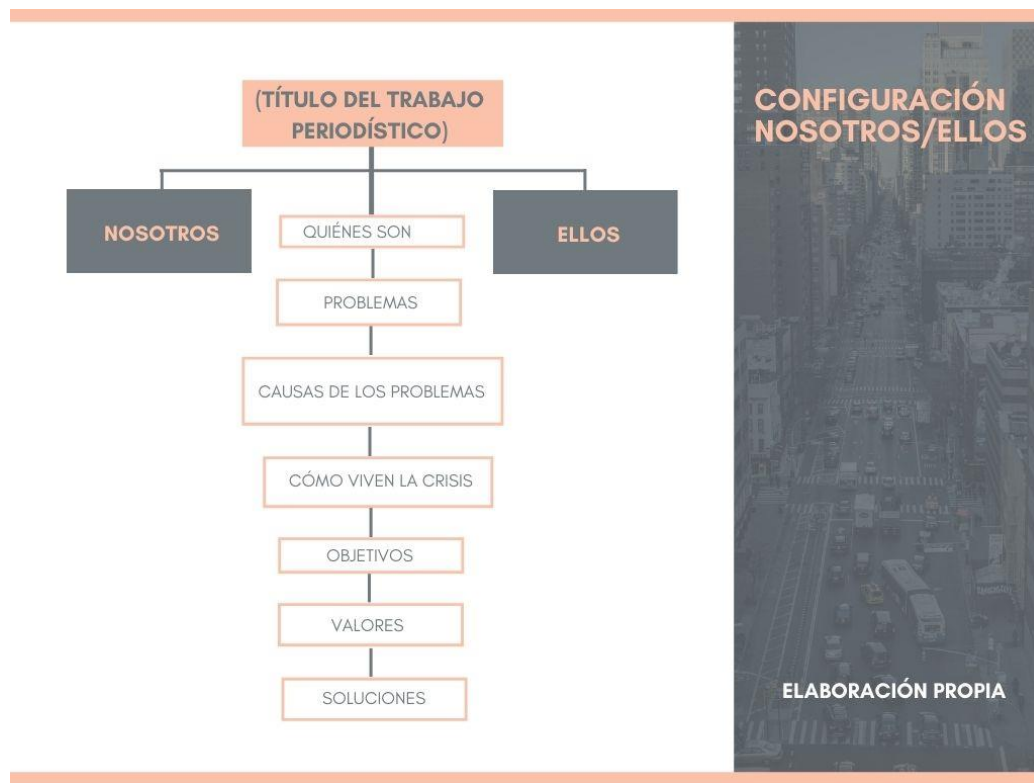 (TÍTULO DEL TRABAJO
PERIODÍSTICO)
NOSOTROS
QUIÉNES SON
ELLOS
PROBLEMAS
CAUSAS DE LOS PROBLEMAS
CÓMO VIVEN LA CRISIS
OBJETIVOS
VALORES
SOLUCIONES
CONFIGURACIÓN
NOSOTROS/ELLOS
ELABORACIÓN PROPIA